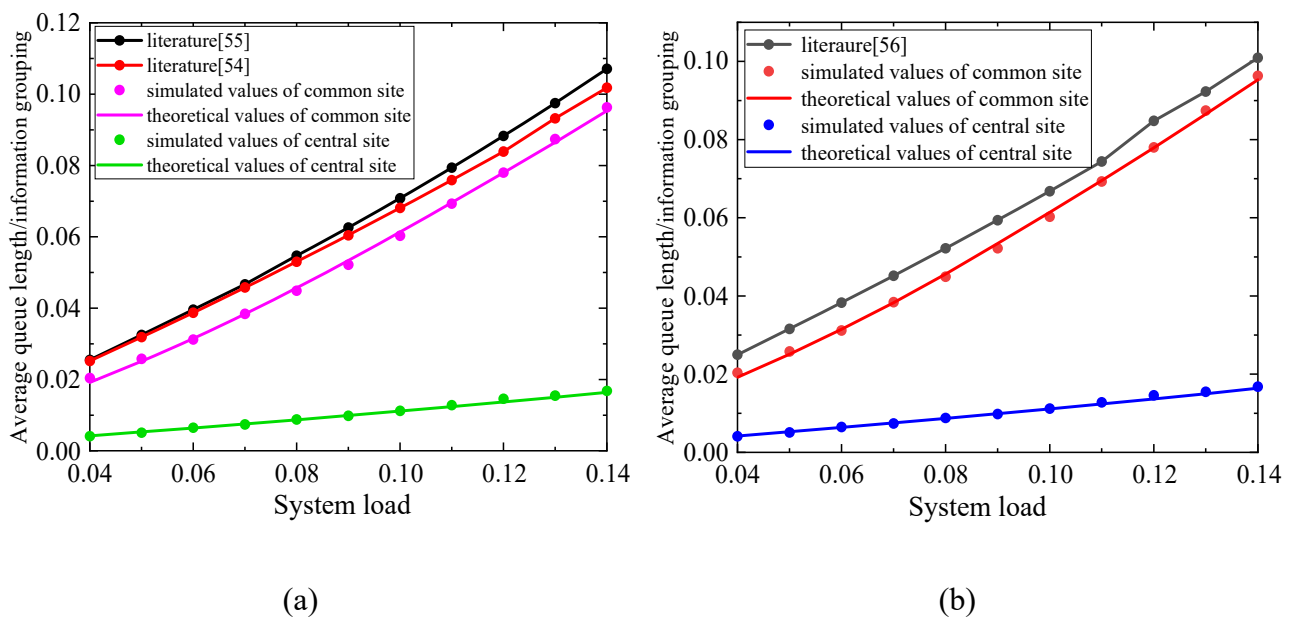 Average queue length/information grouping
0.12
0.10
0.08
0.06
0.04
0.02
0.00
literature[55]
literature[54]
simulated values of common site
theoretical values of common site
simulated values of central site
theoretical values of central site
0.04 0.06 0.08 0.10 0.12 0.14
System load
(a)
Average queue length/information grouping
0.10
0.08
0.06
0.04
0.02
0.00
literaure[56]
simulated values of common site
theoretical values of common site
simulated values of central site
theoretical values of central site
0.04 0.06 0.08 0.10 0.12 0.14
System load
(b)